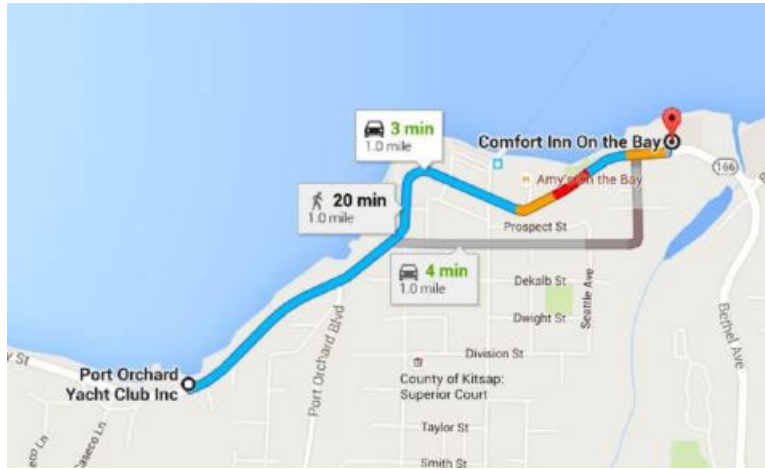 3 min
1.0 mile
Comfort Inn On the Bay
166
Amy's On the Bay
20 min
1.0 mile
Prospect St
4 min
1.0 mile
Dekalb St
Seattle Ave
Dwight St
Bethel Ave
Port Orchard Blvd
Division St
Port Orchard
Yacht Club Inc
County of Kitsap:
Superior Court
Taylor St
Smith St